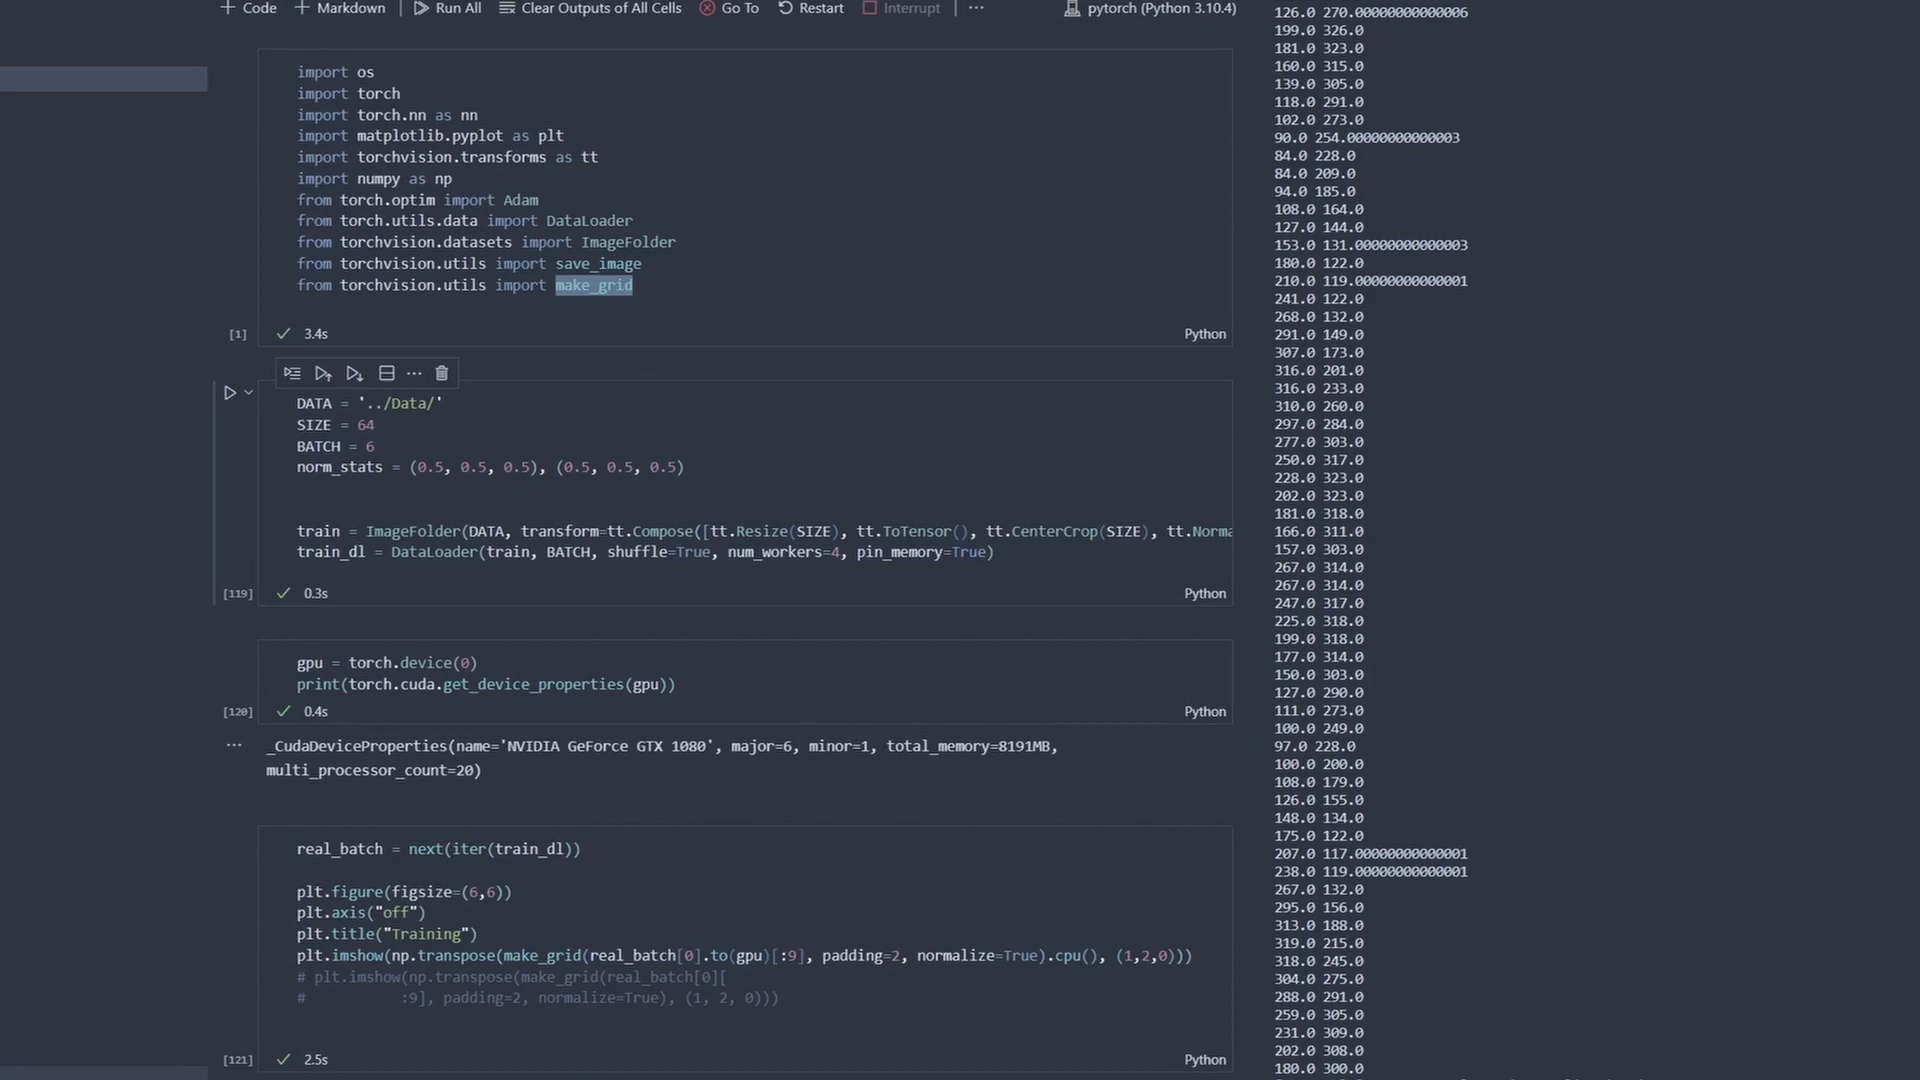 Code Markdown Run All Clear Outputs of All Cells Go To Restart Interrupt ... pytorch (Python 3.10.4)
import os
import torch
import torch.nn as nn
import matplotlib.pyplot as plt
import torchvision.transforms as tt
import numpy as np
from torch.optim import Adam
from torch.utils.data import DataLoader
from torchvision.datasets import ImageFolder
from torchvision.utils import save_image
from torchvision.utils import make_grid
[1] 3.4s Python
DATA = '../Data/'
SIZE = 64
BATCH = 6
norm_stats = (0.5, 0.5, 0.5), (0.5, 0.5, 0.5)
train = ImageFolder(DATA, transform=tt.Compose([tt.Resize(SIZE), tt.ToTensor(), tt.CenterCrop(SIZE), tt.Norma
train_dl = DataLoader(train, BATCH, shuffle=True, num_workers=4, pin_memory=True)
[119] 0.3s Python
gpu = torch.device(0)
print(torch.cuda.get_device_properties(gpu))
[120] 0.4s Python
... _CudaDeviceProperties(name='NVIDIA GeForce GTX 1080', major=6, minor=1, total_memory=8191MB,
multi_processor_count=20)
real_batch = next(iter(train_dl))
plt.figure(figsize=(6,6))
plt.axis("off")
plt.title("Training")
plt.imshow(np.transpose(make_grid(real_batch[0].to(gpu)[:9], padding=2, normalize=True).cpu(), (1,2,0)))
# plt.imshow(np.transpose(make_grid(real_batch[0][
# :9], padding=2, normalize=True), (1, 2, 0)))
[121] 2.5s Python
126.0 270.00000000000006
199.0 326.0
181.0 323.0
160.0 315.0
139.0 305.0
118.0 291.0
102.0 273.0
90.0 254.00000000000003
84.0 228.0
84.0 209.0
94.0 185.0
108.0 164.0
127.0 144.0
153.0 131.00000000000003
180.0 122.0
210.0 119.00000000000001
241.0 122.0
268.0 132.0
291.0 149.0
307.0 173.0
316.0 201.0
316.0 233.0
310.0 260.0
297.0 284.0
277.0 303.0
250.0 317.0
228.0 323.0
202.0 323.0
181.0 318.0
166.0 311.0
157.0 303.0
267.0 314.0
267.0 314.0
247.0 317.0
225.0 318.0
199.0 318.0
177.0 314.0
150.0 303.0
127.0 290.0
111.0 273.0
100.0 249.0
97.0 228.0
100.0 200.0
108.0 179.0
126.0 155.0
148.0 134.0
175.0 122.0
207.0 117.00000000000001
238.0 119.00000000000001
267.0 132.0
295.0 156.0
313.0 188.0
319.0 215.0
318.0 245.0
304.0 275.0
288.0 291.0
259.0 305.0
231.0 309.0
202.0 308.0
180.0 300.0